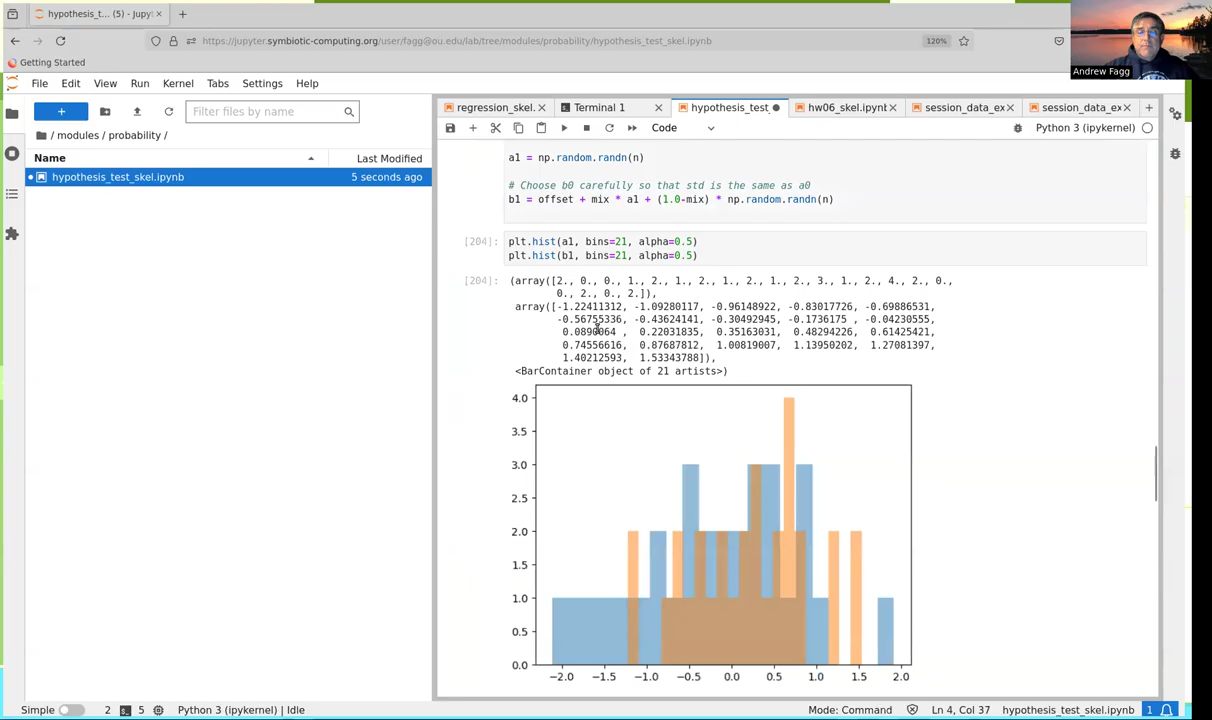 hypothesis_t… (5) - Jupyt
https://jupyter.symbiotic-computing.org/user/fagg@ou.edu/lab/tree/modules/probability/hypothesis_test_skel.ipynb
120%
Getting Started
Andrew Fagg
File Edit View Run Kernel Tabs Settings Help
Filter files by name
/ modules / probability /
Name
Last Modified
hypothesis_test_skel.ipynb
5 seconds ago
regression_skel.
Terminal 1
hypothesis_test_
hw06_skel.ipynb
session_data_ex
session_data_ex
Code
Python 3 (ipykernel)
a1 = np.random.randn(n)
# Choose b0 carefully so that std is the same as a0
b1 = offset + mix * a1 + (1.0-mix) * np.random.randn(n)
[204]:
plt.hist(a1, bins=21, alpha=0.5)
plt.hist(b1, bins=21, alpha=0.5)
[204]:
(array([2., 0., 0., 1., 2., 1., 2., 1., 2., 1., 2., 3., 1., 2., 4., 2., 0.,
0., 2., 0., 2.]),
array([-1.22411312, -1.09280117, -0.96148922, -0.83017726, -0.69886531,
-0.56755336, -0.43624141, -0.30492945, -0.1736175 , -0.04230555,
0.0890064 , 0.22031835, 0.35163031, 0.48294226, 0.61425421,
0.74556616, 0.87687812, 1.00819007, 1.13950202, 1.27081397,
1.40212593, 1.53343788]),
<BarContainer object of 21 artists>)
4.0
3.5
3.0
2.5
2.0
1.5
1.0
0.5
0.0
−2.0 −1.5 −1.0 −0.5 0.0 0.5 1.0 1.5 2.0
Simple
2
5
Python 3 (ipykernel) | Idle
Mode: Command
Ln 4, Col 37
hypothesis_test_skel.ipynb
1